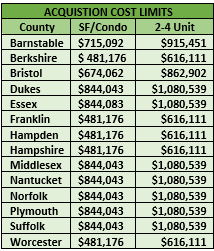 ACQUISTION COST LIMITS
County SF/Condo 2-4 Unit
Barnstable $715,092 $915,451
Berkshire $ 481,176 $616,111
Bristol $674,062 $862,902
Dukes $844,043 $1,080,539
Essex $844,083 $1,080,539
Franklin $481,176 $616,111
Hampden $481,176 $616,111
Hampshire $481,176 $616,111
Middlesex $844,043 $1,080,539
Nantucket $844,043 $1,080,539
Norfolk $844,043 $1,080,539
Plymouth $844,043 $1,080,539
Suffolk $844,043 $1,080,539
Worcester $481,176 $616,111